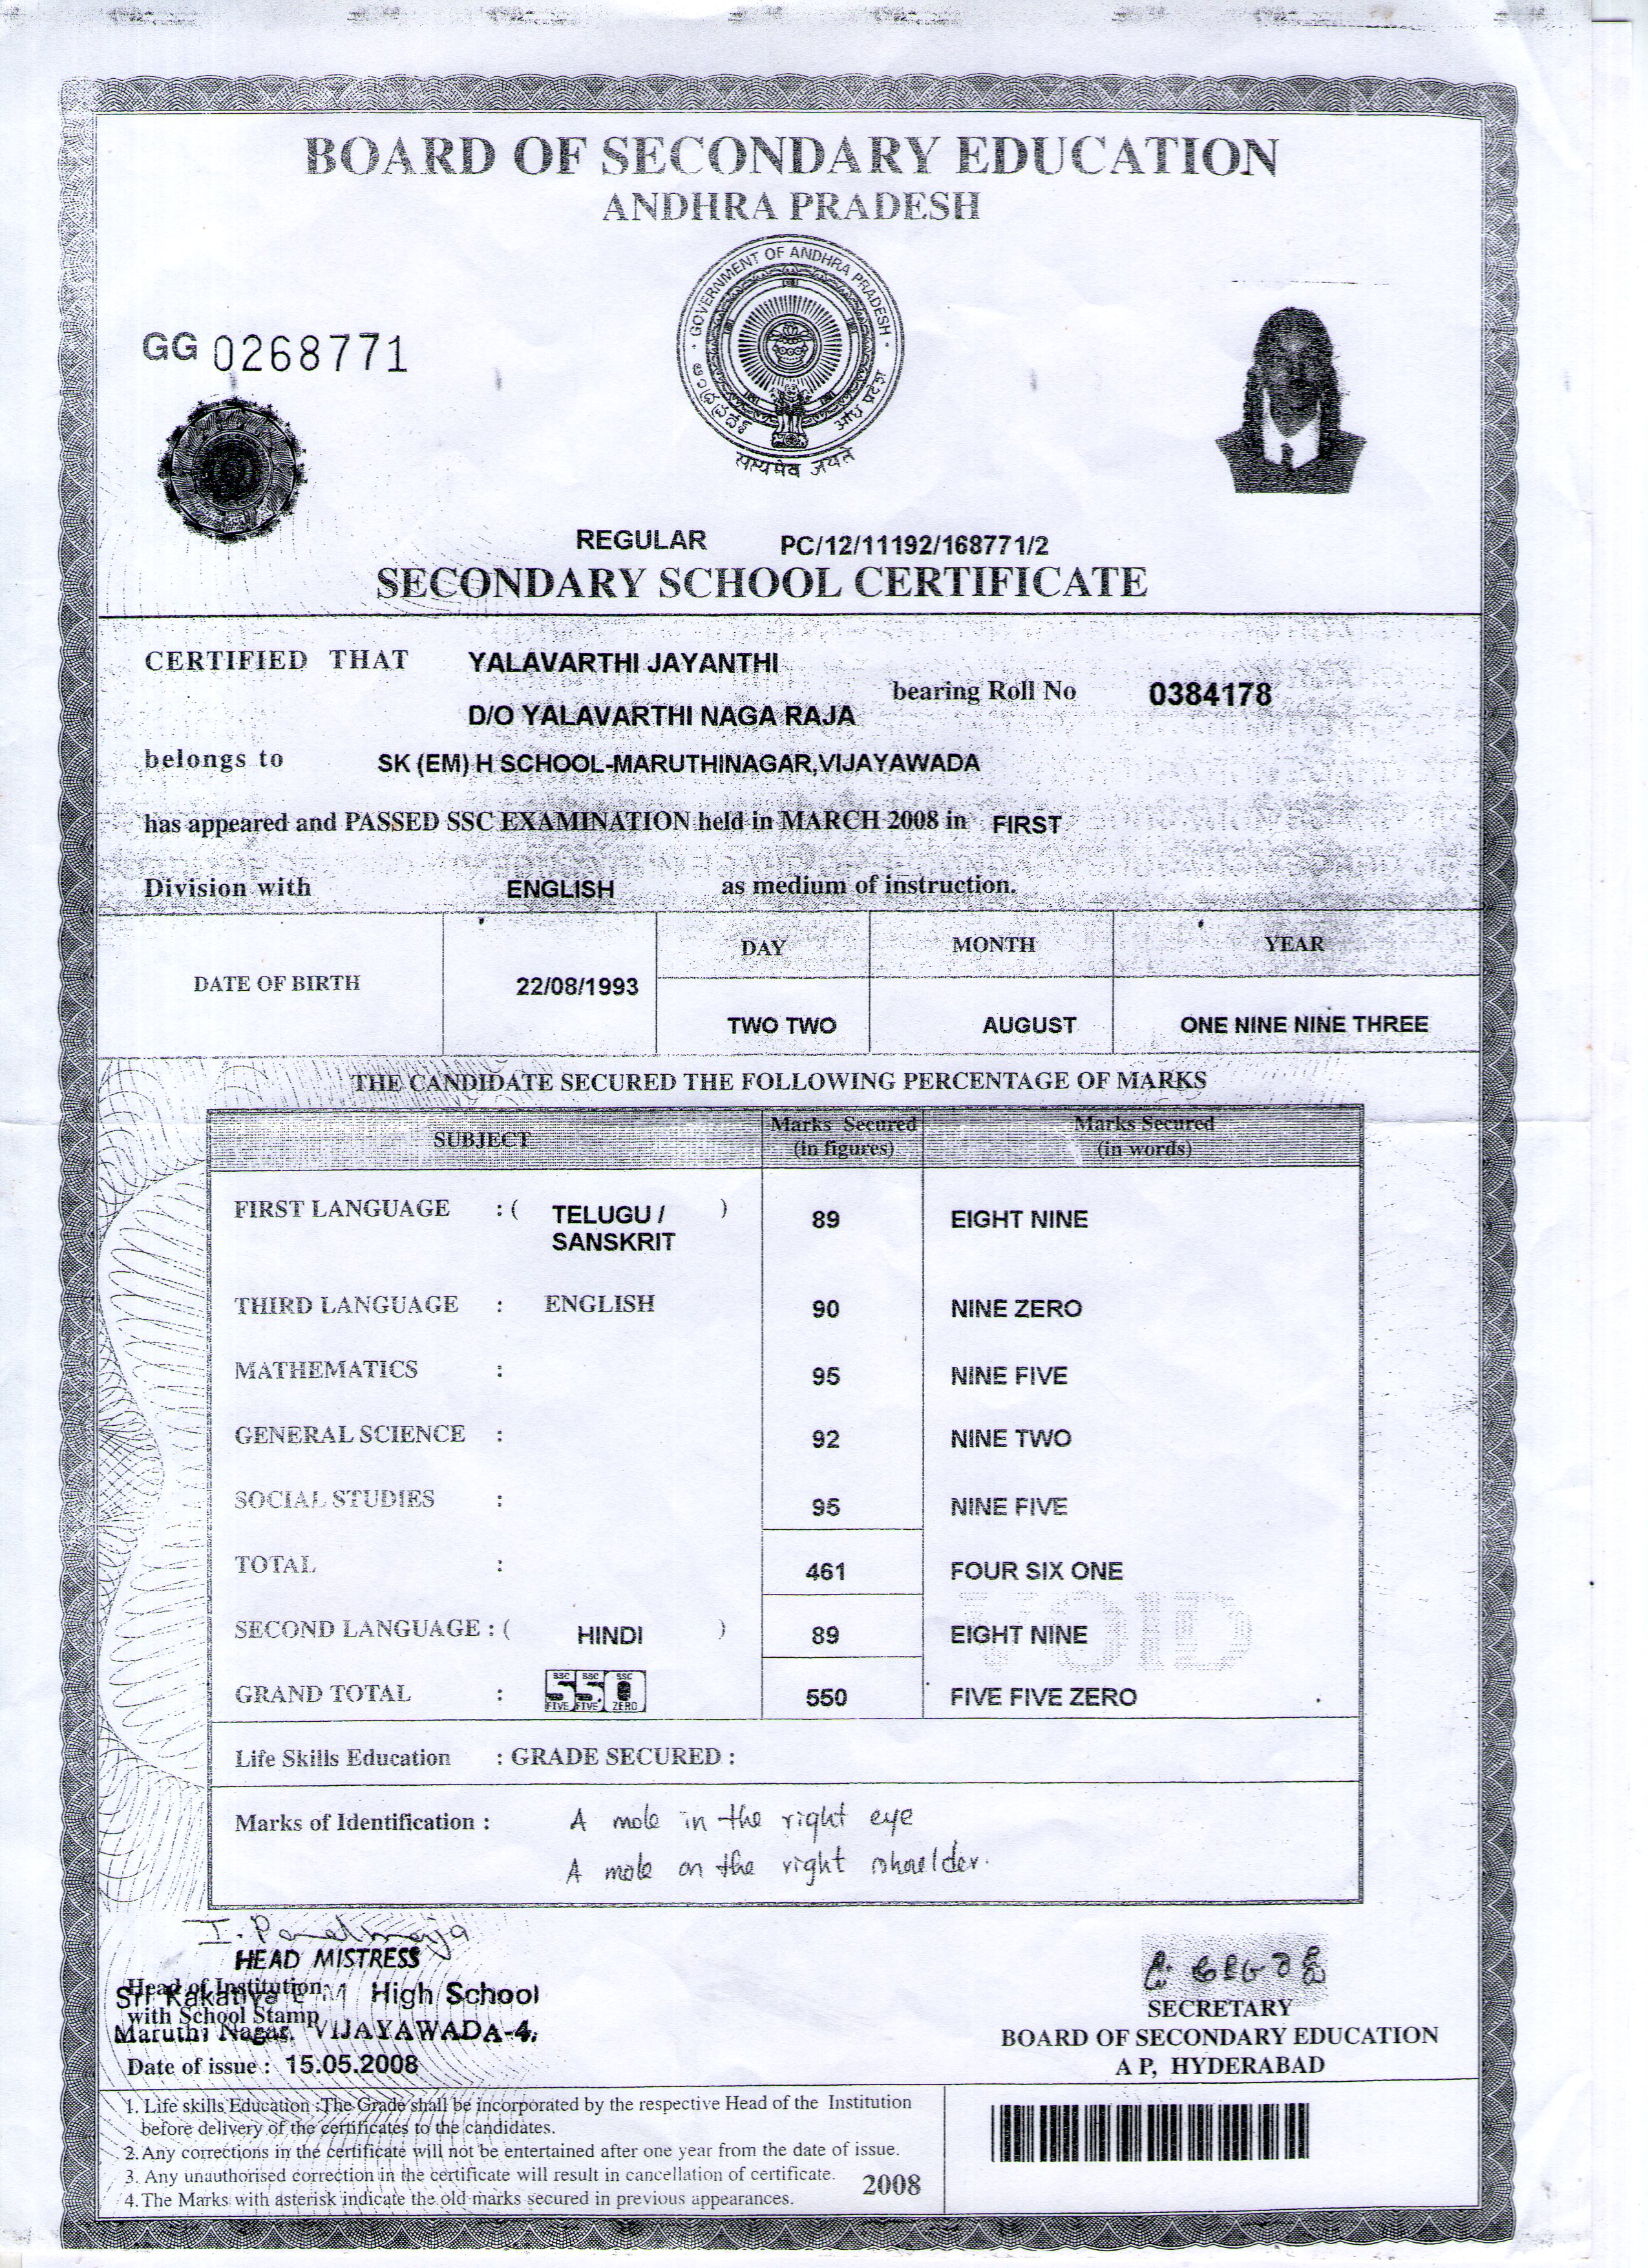 BOARD OF SECONDARY EDUCATION
ANDHRA PRADESH
GOVERNMENT OF ANDHRA PRADESH
ఆంధ్రప్రదేశ్
आंध्र प्रदेश
सत्यमेव जयते
GG 0268771
REGULAR PC/12/11192/168771/2
SECONDARY SCHOOL CERTIFICATE
CERTIFIED THAT YALAVARTHI JAYANTHI
bearing Roll No 0384178
D/O YALAVARTHI NAGA RAJA
belongs to SK (EM) H SCHOOL-MARUTHINAGAR,VIJAYAWADA
has appeared and PASSED SSC EXAMINATION held in MARCH 2008 in FIRST
Division with ENGLISH as medium of instruction.
DATE OF BIRTH 22/08/1993 DAY MONTH YEAR
TWO TWO AUGUST ONE NINE NINE THREE
THE CANDIDATE SECURED THE FOLLOWING PERCENTAGE OF MARKS
SUBJECT Marks Secured (in figures) Marks Secured (in words)
FIRST LANGUAGE : ( TELUGU / SANSKRIT ) 89 EIGHT NINE
THIRD LANGUAGE : ENGLISH 90 NINE ZERO
MATHEMATICS : 95 NINE FIVE
GENERAL SCIENCE : 92 NINE TWO
SOCIAL STUDIES : 95 NINE FIVE
TOTAL : 461 FOUR SIX ONE
VOID
SECOND LANGUAGE : ( HINDI ) 89 EIGHT NINE
SSC SSC SSC
GRAND TOTAL : 550 550 FIVE FIVE ZERO
FIVE FIVE ZERO
Life Skills Education : GRADE SECURED :
Marks of Identification : A mole in the right eye
A mole on the right shoulder.
HEAD MISTRESS
Head of Institution
Sri Kakatiya E M High School
with School Stamp
Maruthi Nagar, VIJAYAWADA-4.
Date of issue : 15.05.2008
SECRETARY
BOARD OF SECONDARY EDUCATION
A P, HYDERABAD
1. Life skills Education :The Grade shall be incorporated by the respective Head of the Institution
before delivery of the certificates to the candidates.
2. Any corrections in the certificate will not be entertained after one year from the date of issue.
3. Any unauthorised correction in the certificate will result in cancellation of certificate.
4. The Marks with asterisk indicate the old marks secured in previous appearances.
2008